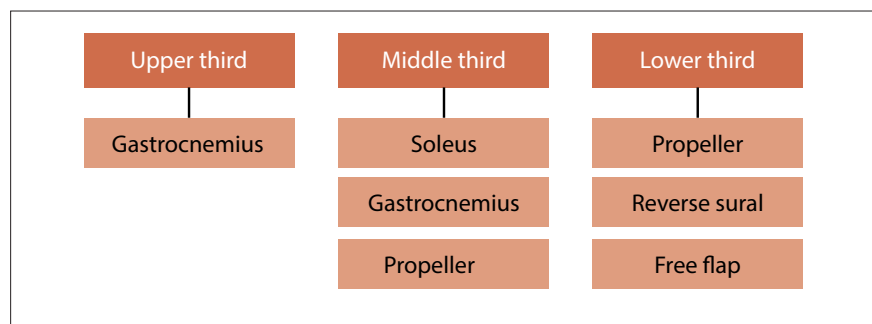 Upper third
Middle third
Lower third
Gastrocnemius
Soleus
Propeller
Gastrocnemius
Reverse sural
Propeller
Free flap